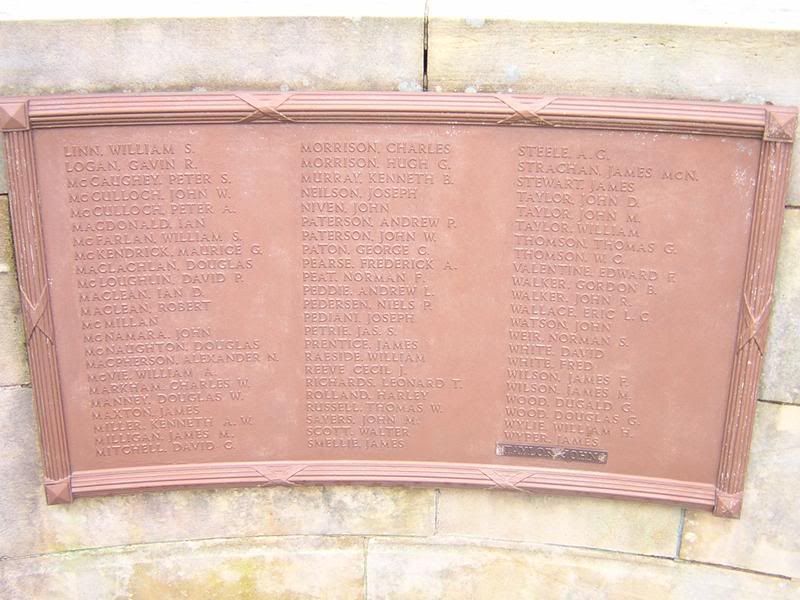 LINN, WILLIAM S.
LOGAN, GAVIN R.
McCAUGHEY, PETER S.
McCULLOCH, JOHN W.
McCULLOCH, PETER A.
MACDONALD, IAN
McFARLAN, WILLIAM S.
McKENDRICK, MAURICE G.
MACLACHLAN, DOUGLAS
McLOUGHLIN, DAVID P.
MACLEAN, IAN D.
MACLEAN, ROBERT
McMILLAN
McNAMARA, JOHN
McNAUGHTON, DOUGLAS
MACPHERSON, ALEXANDER N.
McVIE, WILLIAM A.
MARKHAM, CHARLES W.
MANNEY, DOUGLAS W.
MAXTON, JAMES
MILLER, KENNETH A. W.
MILLIGAN, JAMES M.
MITCHELL, DAVID C.
MORRISON, CHARLES
MORRISON, HUGH G.
MURRAY, KENNETH B.
NEILSON, JOSEPH
NIVEN, JOHN
PATERSON, ANDREW P.
PATERSON, JOHN W.
PATON, GEORGE C.
PEARSE, FREDERICK A.
PEAT, NORMAN F.
PEDDIE, ANDREW L.
PEDERSEN, NIELS P.
PEDIANI, JOSEPH
PETRIE, JAS. S.
PRENTICE, JAMES
RAESIDE, WILLIAM
REEVE, CECIL J.
RICHARDS, LEONARD T.
ROLLAND, HARLEY
RUSSELL, THOMAS W.
SAYERS, JOHN M.
SCOTT, WALTER
SMELLIE, JAMES
STEELE, A. G.
STRACHAN, JAMES McN.
STEWART, JAMES
TAYLOR, JOHN D.
TAYLOR, JOHN M.
TAYLOR, WILLIAM
THOMSON, THOMAS G.
THOMSON, W. C.
VALENTINE, EDWARD F.
WALKER, GORDON B.
WALKER, JOHN R.
WALLACE, ERIC L. C.
WATSON, JOHN
WEIR, NORMAN S.
WHITE, DAVID
WHITE, FRED
WILSON, JAMES F.
WILSON, JAMES M.
WOOD, DUGALD G.
WOOD, DOUGLAS G.
WYLIE, WILLIAM H.
WYPER, JAMES
TAYLOR, JOHN